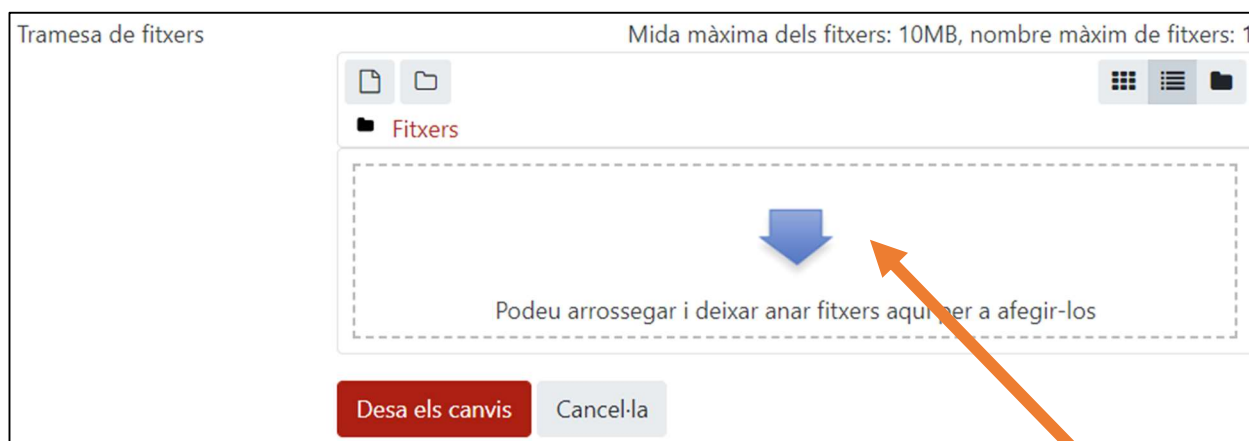 Tramesa de fitxers
Mida màxima dels fitxers: 10MB, nombre màxim de fitxers: 1
Fitxers
Podeu arrossegar i deixar anar fitxers aquí per a afegir-los
Desa els canvis
Cancel·la